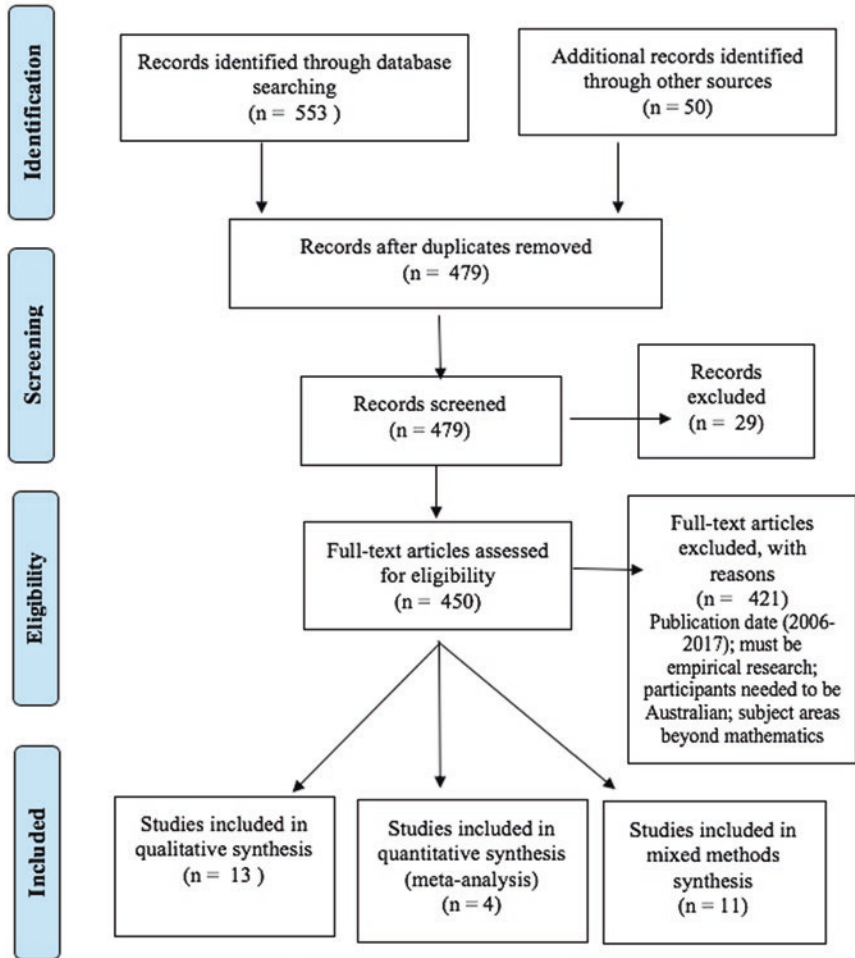 Identification
Records identified through database
searching
(n =  553 )
Additional records identified
through other sources
(n = 50)
Records after duplicates removed
(n =  479)
Screening
Records screened
(n = 479)
Records
excluded
(n =  29)
Eligibility
Full-text articles assessed
for eligibility
(n =  450)
Full-text articles
excluded, with
reasons
(n =   421)
Publication date (2006-
2017); must be
empirical research;
participants needed to be
Australian; subject areas
beyond mathematics
Included
Studies included in
qualitative synthesis
(n =  13 )
Studies included in
quantitative synthesis
(meta-analysis)
(n = 4)
Studies included in
mixed methods
synthesis
(n = 11)